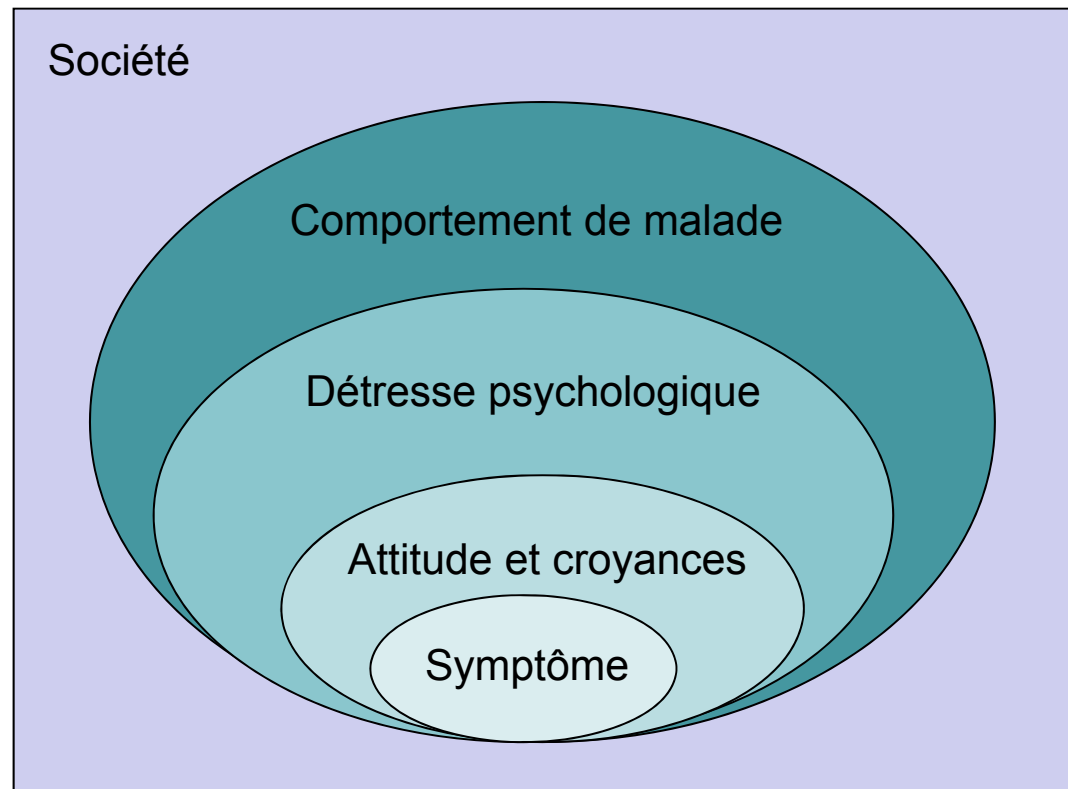 Société
Comportement de malade
Détresse psychologique
Attitude et croyances
Symptôme